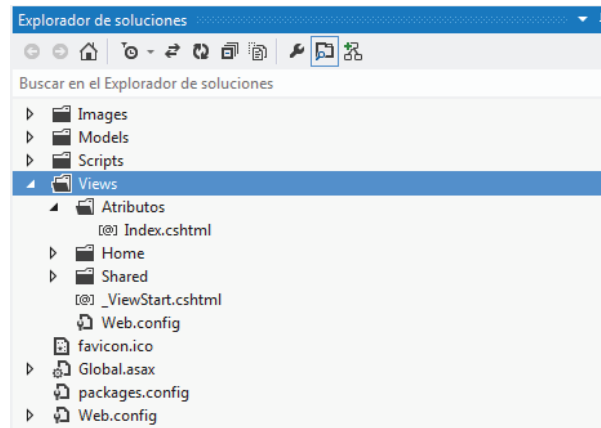 Explorador de soluciones
Buscar en el Explorador de soluciones
Images
Models
Scripts
Views
Atributos
[@] Index.cshtml
Home
Shared
[@] _ViewStart.cshtml
Web.config
favicon.ico
Global.asax
packages.config
Web.config